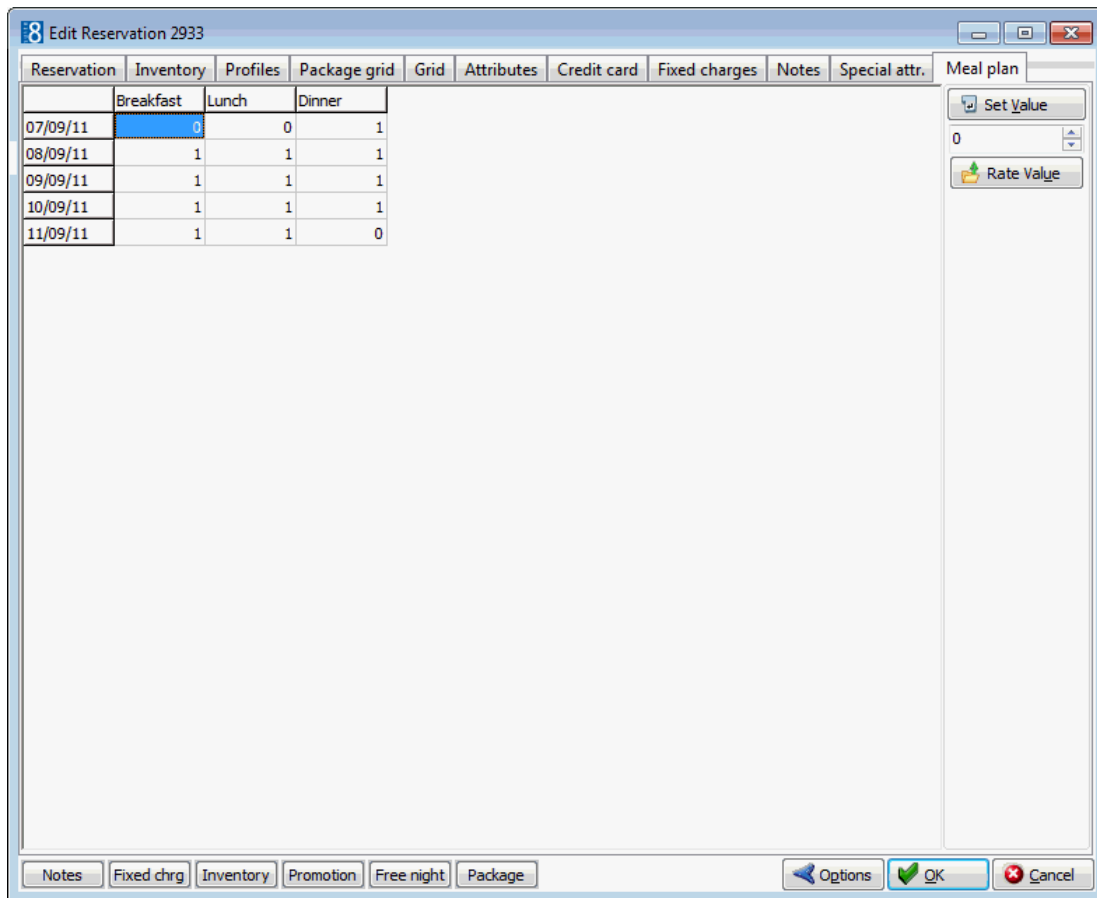 8 Edit Reservation 2933
Reservation Inventory Profiles Package grid Grid Attributes Credit card Fixed charges Notes Special attr. Meal plan
Breakfast Lunch Dinner
07/09/11 0 0 1
08/09/11 1 1 1
09/09/11 1 1 1
10/09/11 1 1 1
11/09/11 1 1 0
Set Value
0
Rate Value
Notes Fixed chrg Inventory Promotion Free night Package Options OK Cancel